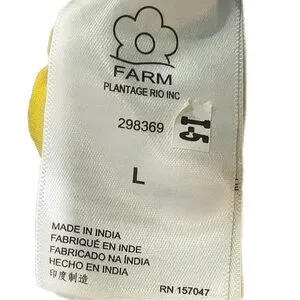 FARM
PLANTAGE RIO INC
298369
I-5
L
MADE IN INDIA
FABRIQUÉ EN INDE
FABRICADO NA ÍNDIA
HECHO EN INDIA
印度制造
RN 157047